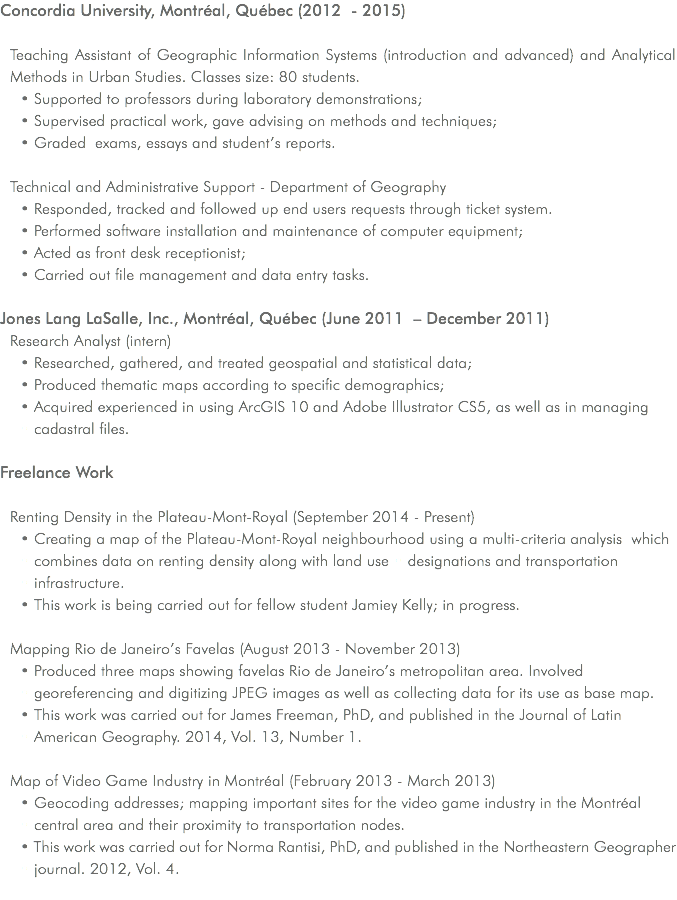 Concordia University, Montréal, Québec (2012 - 2015)
Teaching Assistant of Geographic Information Systems (introduction and advanced) and Analytical
Methods in Urban Studies. Classes size: 80 students.
• Supported to professors during laboratory demonstrations;
• Supervised practical work, gave advising on methods and techniques;
• Graded exams, essays and student's reports.
Technical and Administrative Support - Department of Geography
• Responded, tracked and followed up end users requests through ticket system.
• Performed software installation and maintenance of computer equipment;
• Acted as front desk receptionist;
• Carried out file management and data entry tasks.
Jones Lang LaSalle, Inc., Montréal, Québec (June 2011 – December 2011)
Research Analyst (intern)
• Researched, gathered, and treated geospatial and statistical data;
• Produced thematic maps according to specific demographics;
• Acquired experienced in using ArcGIS 10 and Adobe Illustrator CS5, as well as in managing
cadastral files.
Freelance Work
Renting Density in the Plateau-Mont-Royal (September 2014 - Present)
• Creating a map of the Plateau-Mont-Royal neighbourhood using a multi-criteria analysis which
combines data on renting density along with land use designations and transportation
infrastructure.
• This work is being carried out for fellow student Jamiey Kelly; in progress.
Mapping Rio de Janeiro's Favelas (August 2013 - November 2013)
• Produced three maps showing favelas Rio de Janeiro's metropolitan area. Involved
georeferencing and digitizing JPEG images as well as collecting data for its use as base map.
• This work was carried out for James Freeman, PhD, and published in the Journal of Latin
American Geography. 2014, Vol. 13, Number 1.
Map of Video Game Industry in Montréal (February 2013 - March 2013)
• Geocoding addresses; mapping important sites for the video game industry in the Montréal
central area and their proximity to transportation nodes.
• This work was carried out for Norma Rantisi, PhD, and published in the Northeastern Geographer
journal. 2012, Vol. 4.